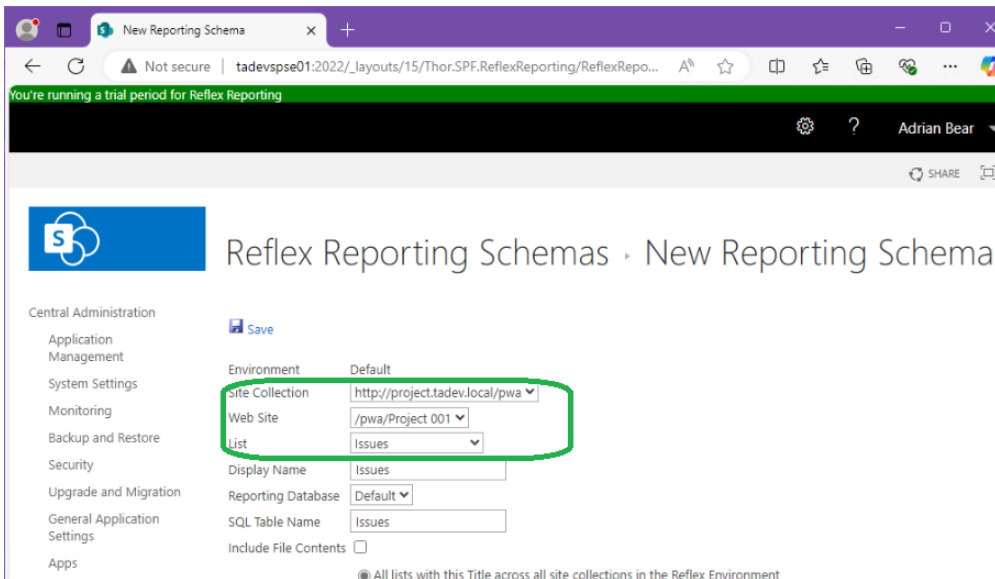 New Reporting Schema
Not secure tadevspse01:2022/_layouts/15/Thor.SPF.ReflexReporting/ReflexRepo...
You're running a trial period for Reflex Reporting
? Adrian Bear
SHARE
S
Reflex Reporting Schemas › New Reporting Schema
Central Administration
Application
Management
System Settings
Monitoring
Backup and Restore
Security
Upgrade and Migration
General Application
Settings
Apps
Save
Environment Default
Site Collection http://project.tadev.local/pwa
Web Site /pwa/Project 001
List Issues
Display Name Issues
Reporting Database Default
SQL Table Name Issues
Include File Contents
All lists with this Title across all site collections in the Reflex Environment